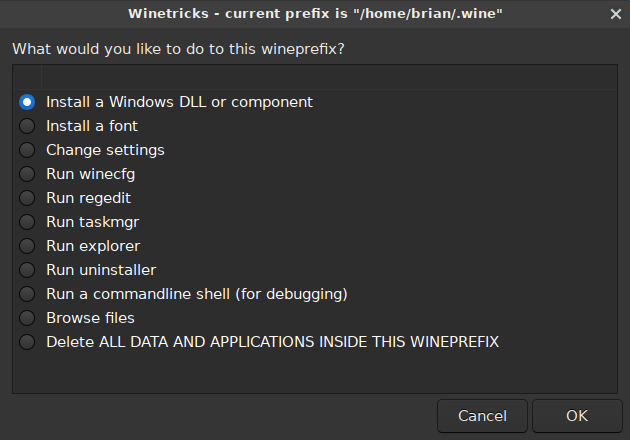 Winetricks - current prefix is "/home/brian/.wine"
What would you like to do to this wineprefix?
Install a Windows DLL or component
Install a font
Change settings
Run winecfg
Run regedit
Run taskmgr
Run explorer
Run uninstaller
Run a commandline shell (for debugging)
Browse files
Delete ALL DATA AND APPLICATIONS INSIDE THIS WINEPREFIX
Cancel OK